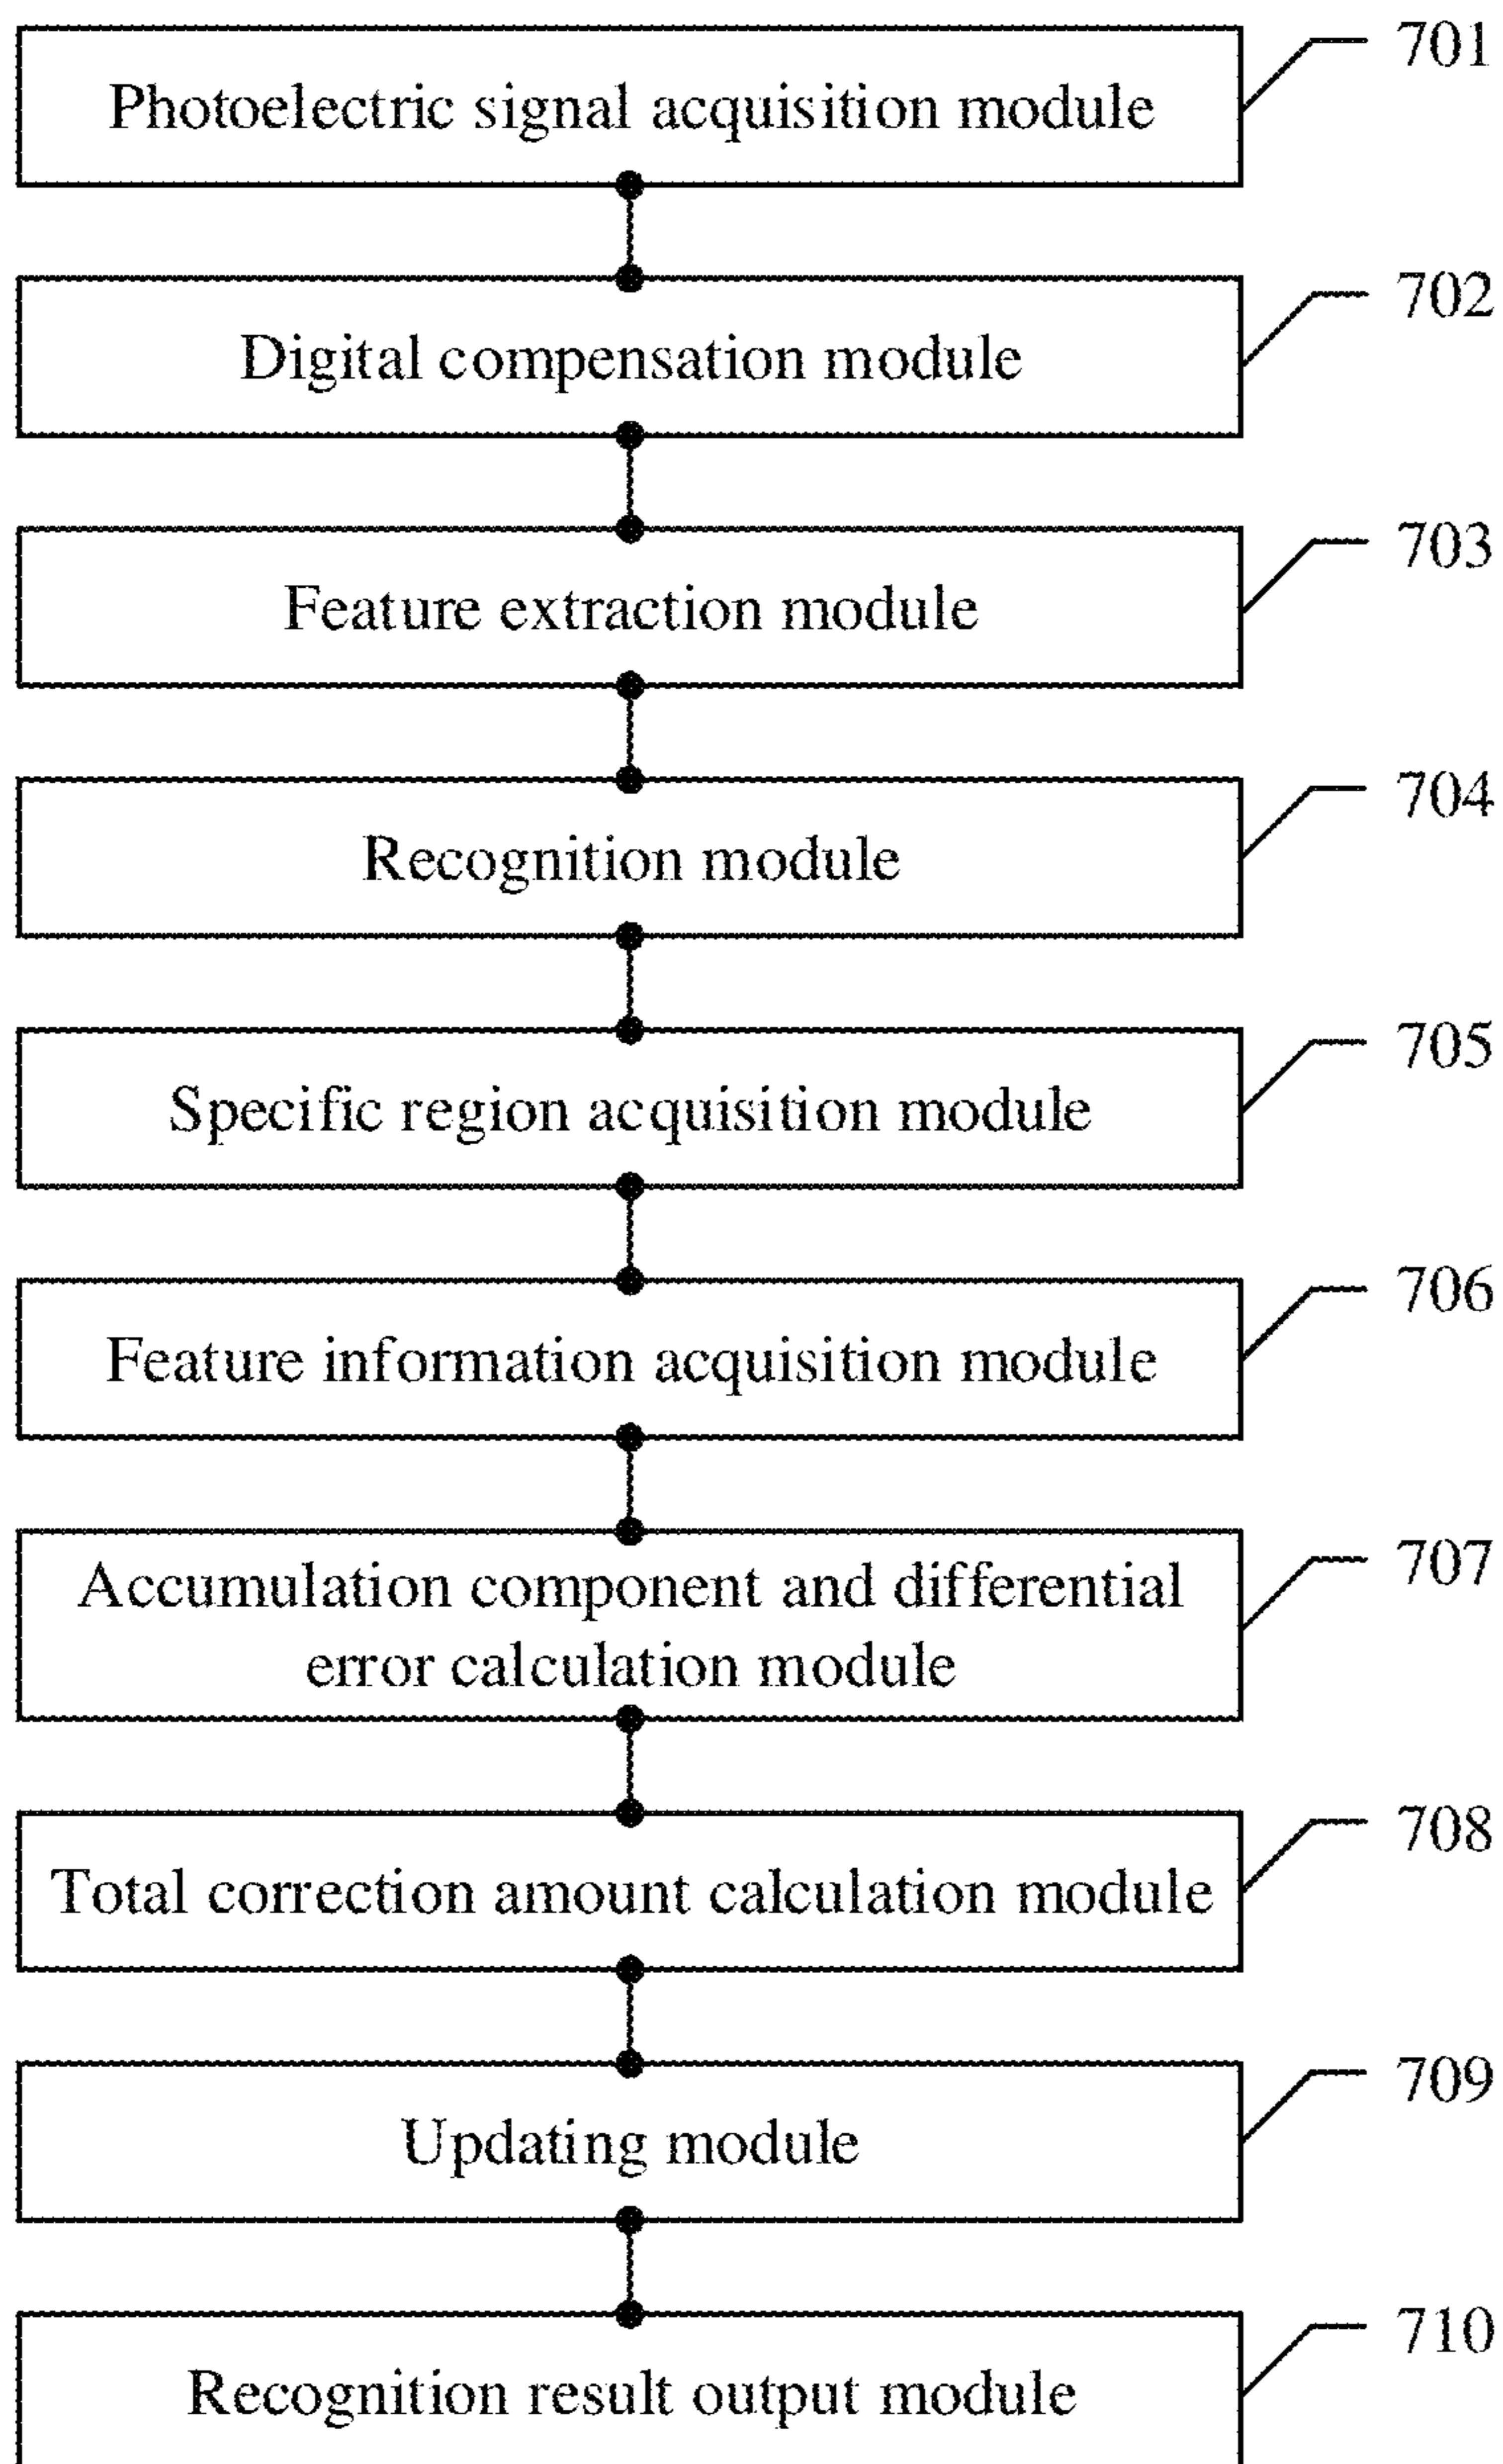 Photoelectric signal acquisition module 701
Digital compensation module 702
Feature extraction module 703
Recognition module 704
Specific region acquisition module 705
Feature information acquisition module 706
Accumulation component and differential 707
error calculation module
Total correction amount calculation module 708
Updating module 709
Recognition result output module 710